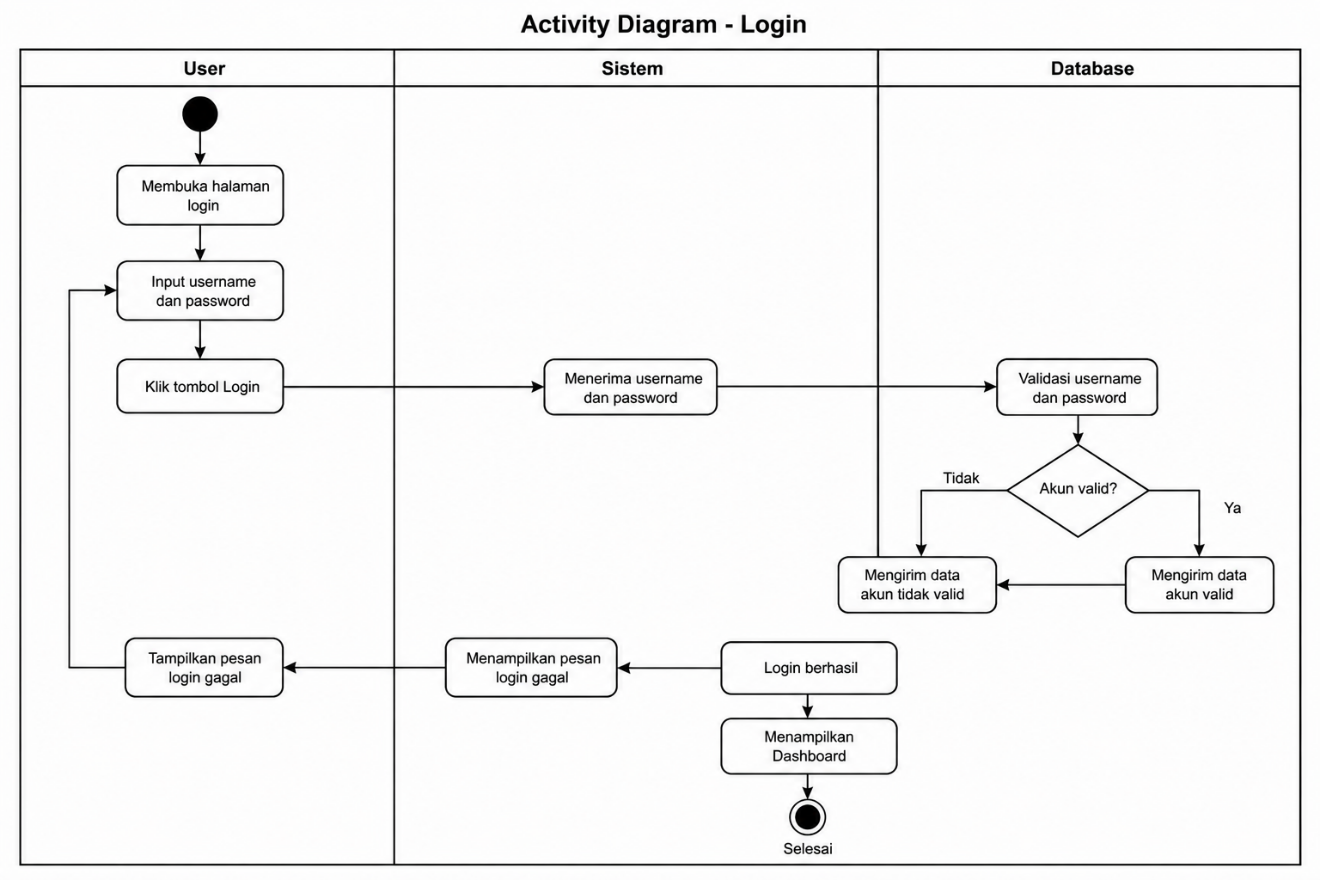 Activity Diagram - Login
User
Sistem
Database
Membuka halaman
login
Input username
dan password
Klik tombol Login
Menerima username
dan password
Validasi username
dan password
Akun valid?
Tidak
Ya
Mengirim data
akun tidak valid
Mengirim data
akun valid
Tampilkan pesan
login gagal
Menampilkan pesan
login gagal
Login berhasil
Menampilkan
Dashboard
Selesai